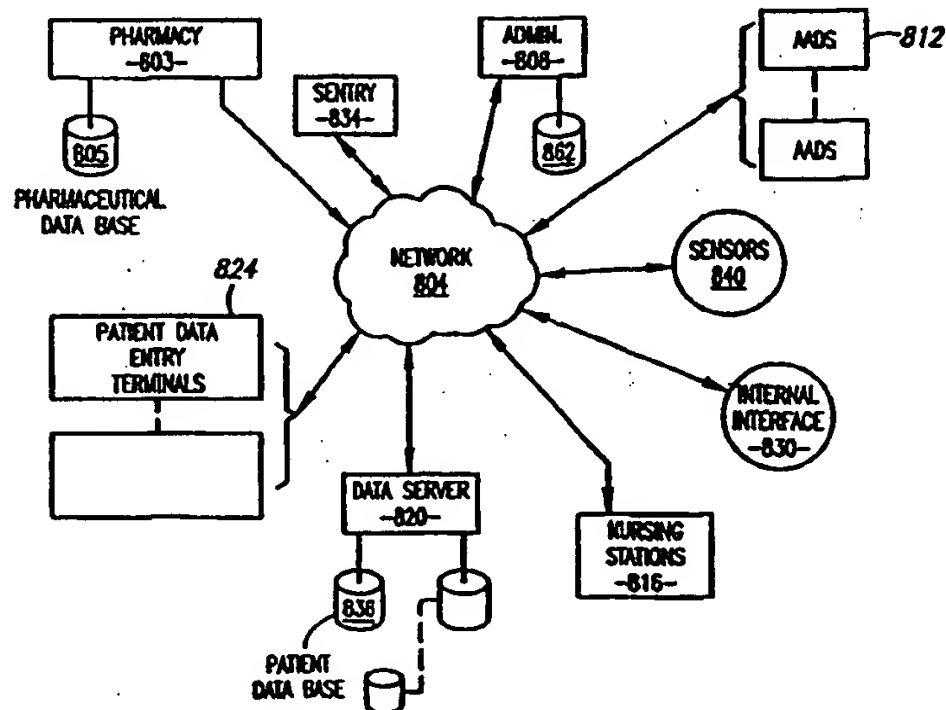 PHARMACY
-803-
805
PHARMACEUTICAL
DATA BASE
SENTRY
-834-
ADMIN.
-808-
862
AADS
812
AADS
NETWORK
804
SENSORS
840
824
PATIENT DATA
ENTRY
TERMINALS
INTERNAL
INTERFACE
-830-
DATA SERVER
-820-
NURSING
STATIONS
-816-
836
PATIENT
DATA BASE